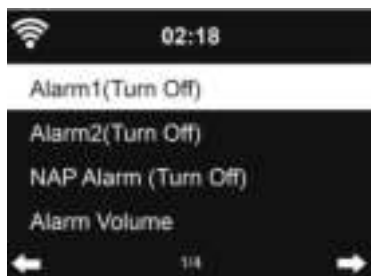 02:18
Alarm1(Turn Off)
Alarm2(Turn Off)
NAP Alarm (Turn Off)
Alarm Volume
1/4